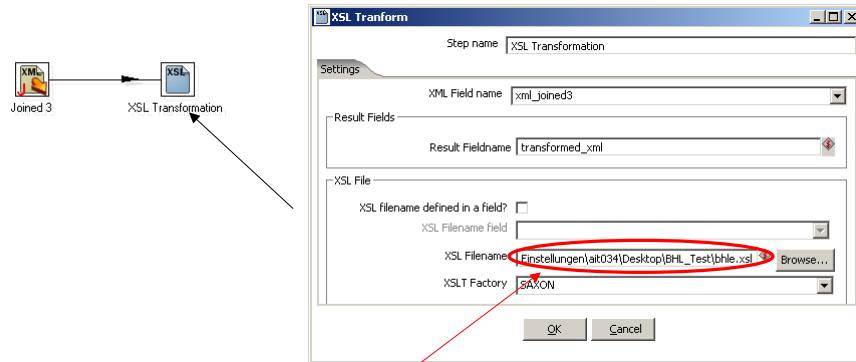 XSL Tranform
Step name XSL Transformation
Settings
XML Field name xml_joined3
Result Fields
Result Fieldname transformed_xml
XSL File
XSL filename defined in a field?
XSL Filename field
XSL Filename Einstellungen\ait034\Desktop\BHL_Test\bhle.xsl Browse...
XSLT Factory SAXON
OK Cancel
XML
J
Joined 3
XSL
XSL Transformation